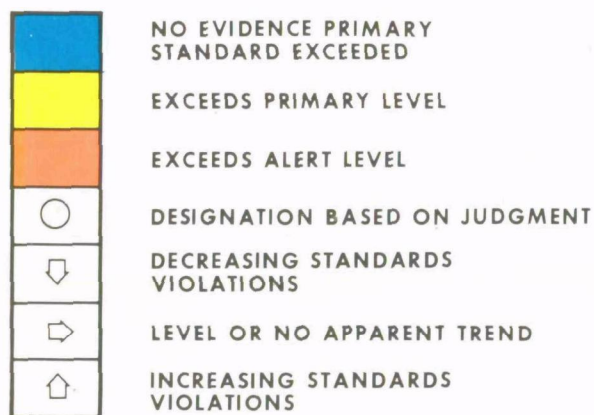 NO EVIDENCE PRIMARY
STANDARD EXCEEDED
EXCEEDS PRIMARY LEVEL
EXCEEDS ALERT LEVEL
DESIGNATION BASED ON JUDGMENT
DECREASING STANDARDS
VIOLATIONS
LEVEL OR NO APPARENT TREND
INCREASING STANDARDS
VIOLATIONS